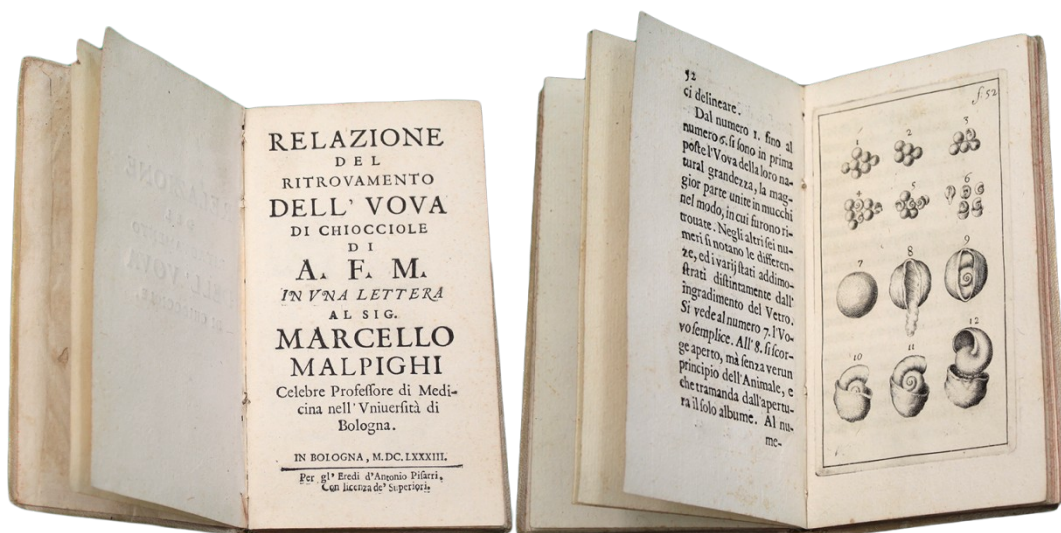 RELAZIONE
DEL
RITROVAMENTO
DELL' VOVA
DI CHIOCCIOLE
DI
A. F. M.
IN VNA LETTERA
AL SIG.
MARCELLO
MALPIGHI
Celebre Profeſſore di Medi-
cina nell'Vniuerſità di
Bologna.
IN BOLOGNA, M.DC.LXXXIII.
Per gl' Eredi d'Antonio Piſarri.
Con licenza de' Superiori.
52
ci delineare.
Dal numero 1. fino al
numero 6. ſi ſono in prima
poſte l'Vova della loro na-
tural grandezza, la mag-
gior parte unite in mucchi
nel modo, in cui furono ri-
trouate. Negli altri ſei nu-
meri ſi notano le differen-
ze, ed i varij ſtati addimo-
ſtrati diſtintamente dall'
ingradimento del Vetro.
Si vede al numero 7. l'Vo-
vo ſemplice. All' 8. ſi ſcor-
ge aperto, mà ſenza verun
principio dell'Animale, e
che tramanda dall'apertu-
ra il ſolo albume. Al nu-
me-
f. 52
1 2 3
4 5 6
7 8 9
10 11 12